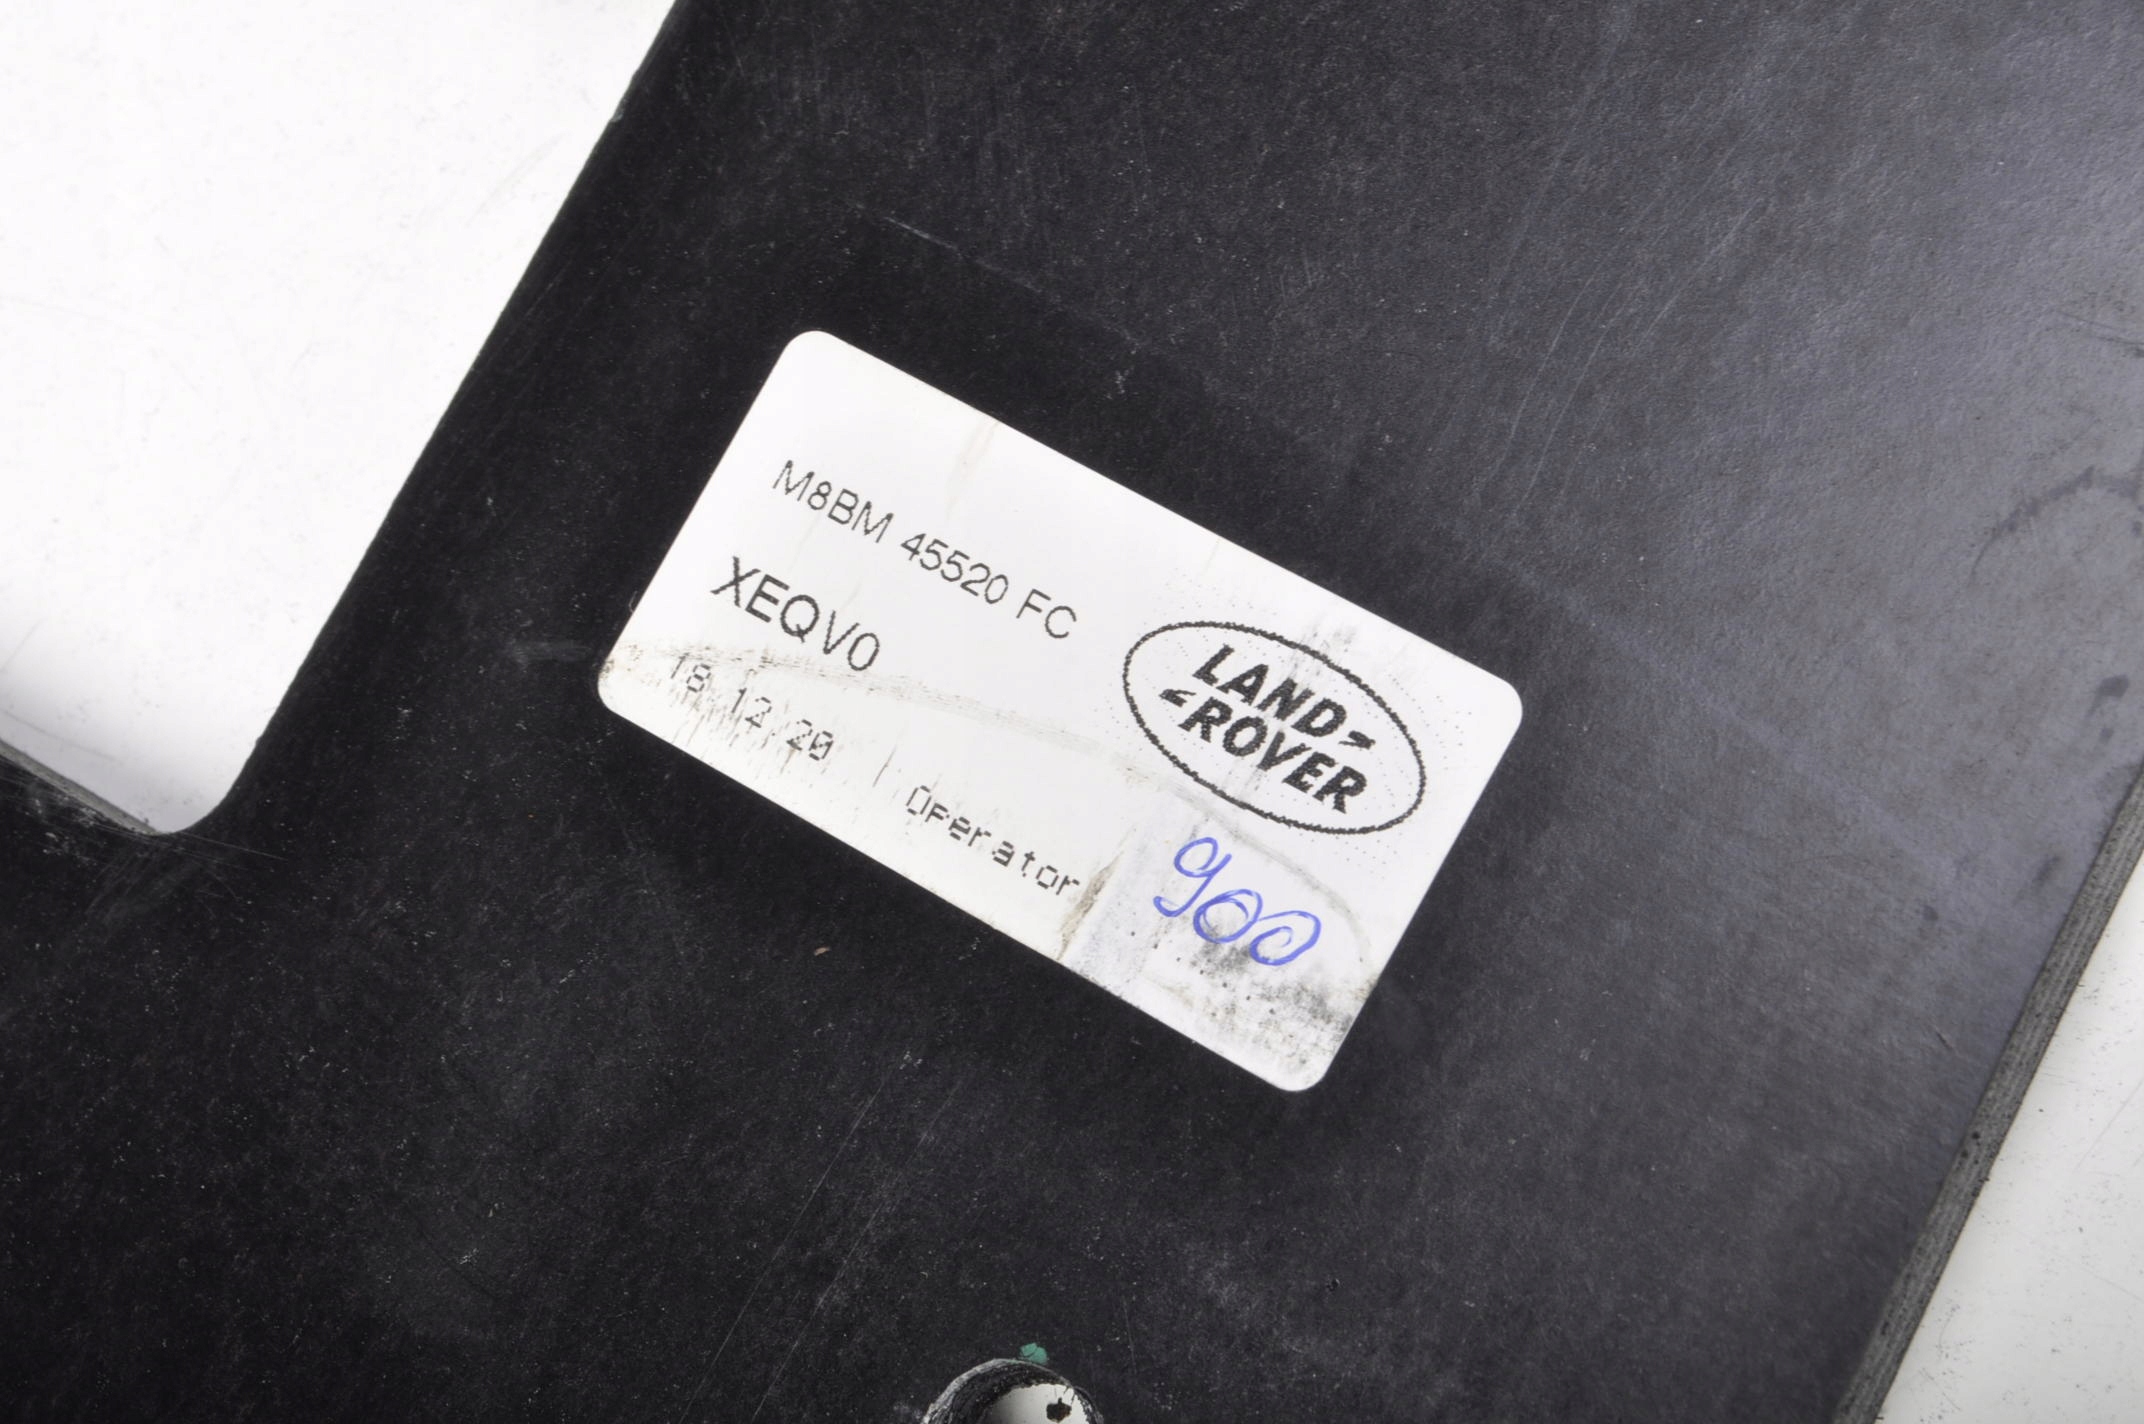 M8BM 45520 FC
XEQV0
18 12 20
Operator
LAND
ROVER
900